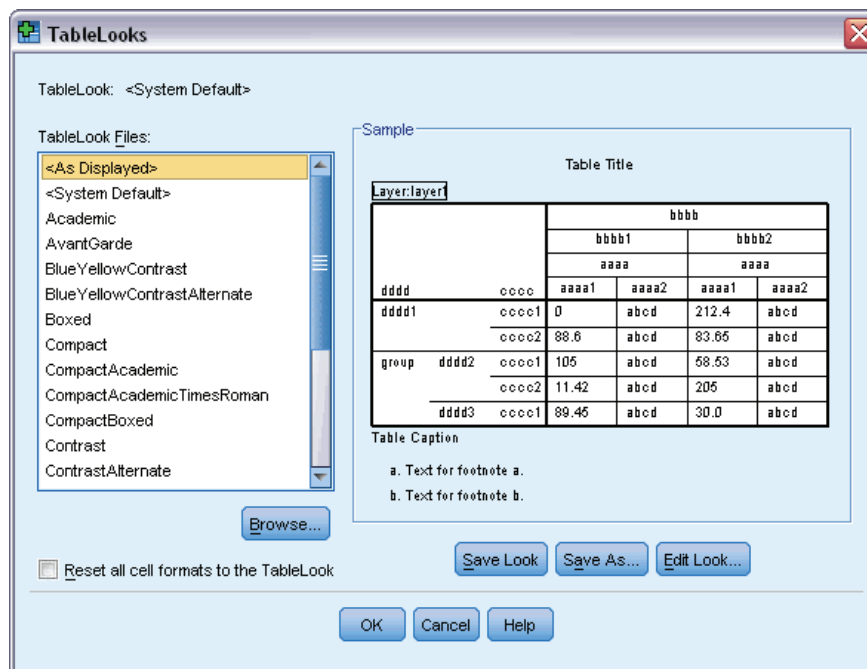 TableLooks
TableLook: <System Default>
TableLook Files:
<As Displayed>
<System Default>
Academic
AvantGarde
BlueYellowContrast
BlueYellowContrastAlternate
Boxed
Compact
CompactAcademic
CompactAcademicTimesRoman
CompactBoxed
Contrast
ContrastAlternate
Browse...
Reset all cell formats to the TableLook
Sample
Table Title
Layer:layer1
bbbb
bbbb1 bbbb2
aaaa aaaa
dddd cccc aaaa1 aaaa2 aaaa1 aaaa2
dddd1 cccc1 0 abcd 212.4 abcd
cccc2 88.6 abcd 83.65 abcd
group dddd2 cccc1 105 abcd 58.53 abcd
cccc2 11.42 abcd 205 abcd
dddd3 cccc1 89.45 abcd 30.0 abcd
Table Caption
a. Text for footnote a.
b. Text for footnote b.
Save Look Save As... Edit Look...
OK Cancel Help